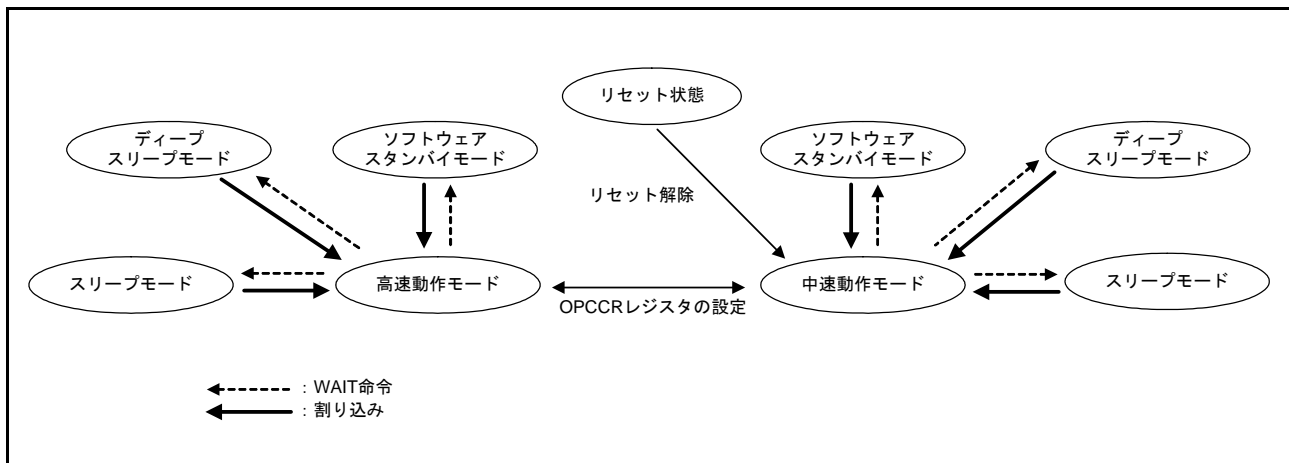 リセット状態
ディープ
スリープモード
ソフトウェア
スタンバイモード
ソフトウェア
スタンバイモード
ディープ
スリープモード
リセット解除
スリープモード
高速動作モード
中速動作モード
スリープモード
OPCCRレジスタの設定
：WAIT命令
：割り込み